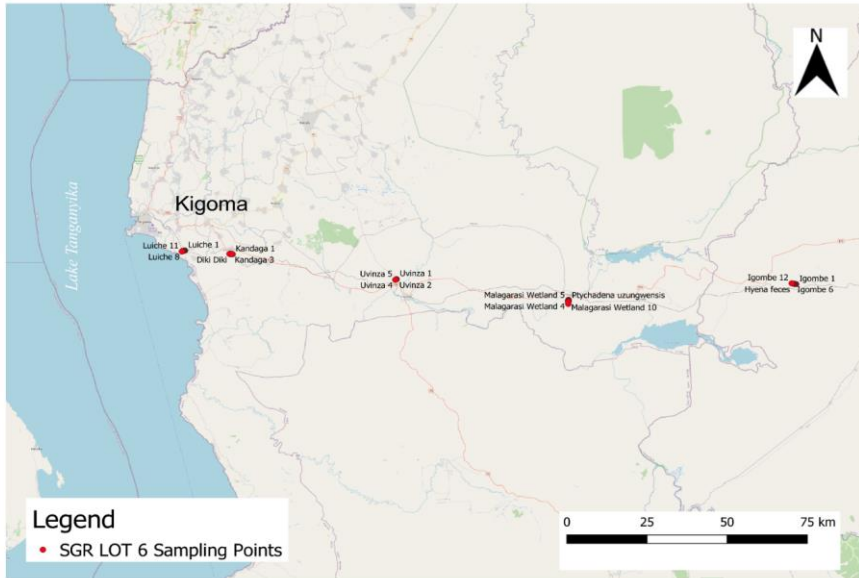 Lake Tanganyika
Kigoma
Luiche 11 Luiche 1
Luiche 8
Kandaga 1
Diki Diki Kandaga 3
Uvinza 5 Uvinza 1
Uvinza 4 Uvinza 2
Malagarasi Wetland 5 Ptychadena uzungwensis
Malagarasi Wetland 4 Malagarasi Wetland 10
Igombe 12 Igombe 1
Hyena feces Igombe 6
Legend
SGR LOT 6 Sampling Points
0 25 50 75 km